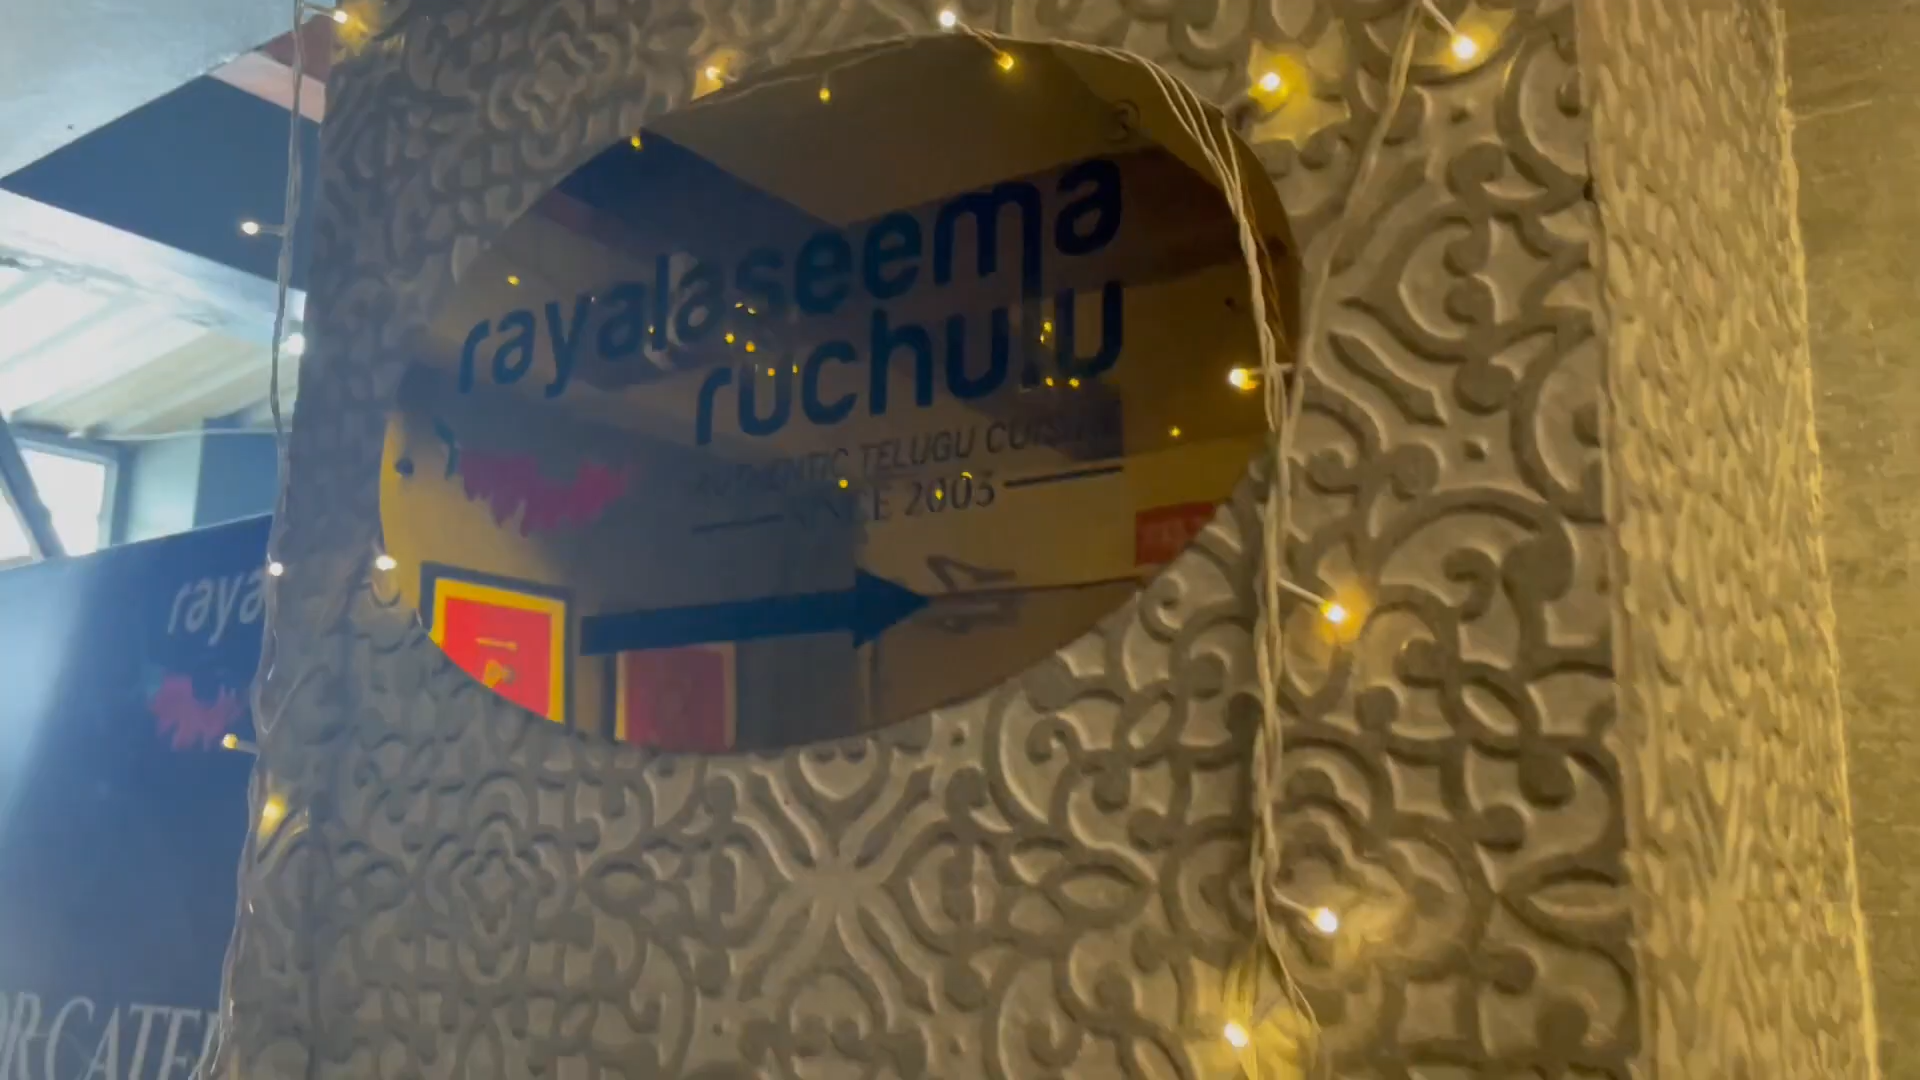 rayalaseema
ruchulu
AUTHENTIC TELUGU CUISINE
SINCE 2005
raya
OR CATE